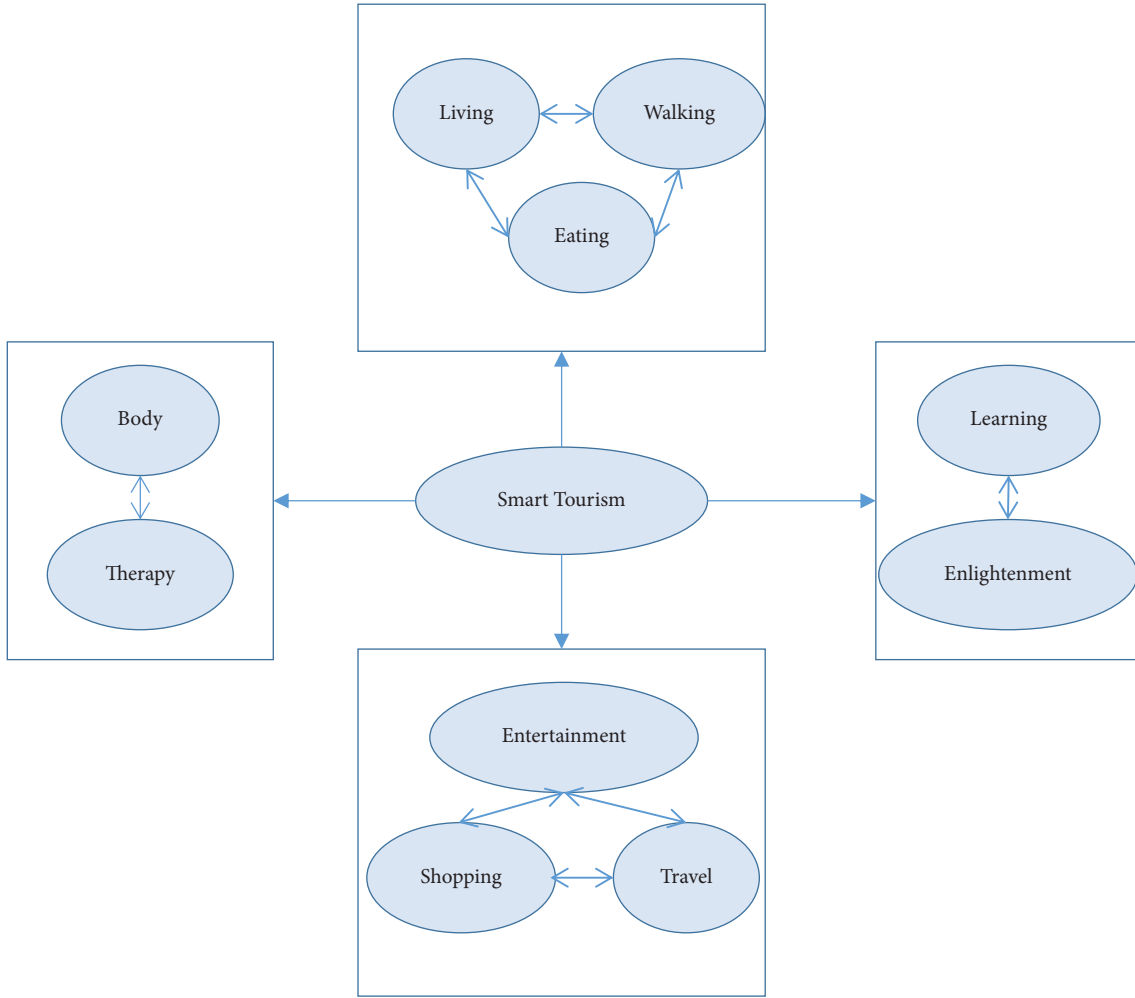 Living
Walking
Eating
Body
Learning
Smart Tourism
Therapy
Enlightenment
Entertainment
Shopping
Travel